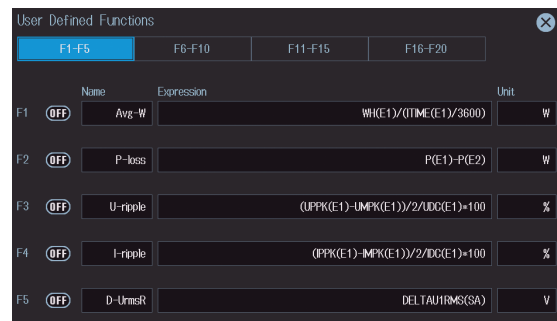 User Defined Functions
F1-F5 F6-F10 F11-F15 F16-F20
Name Expression Unit
F1 OFF Avg-W WH(E1)/(ITIME(E1)/3600) W
F2 OFF P-loss P(E1)-P(E2) W
F3 OFF U-ripple (UPPK(E1)-UMPK(E1))/2/UDC(E1)*100 %
F4 OFF I-ripple (IPPK(E1)-IMPK(E1))/2/IDC(E1)*100 %
F5 OFF D-UrmsR DELTAU1RMS(SA) V